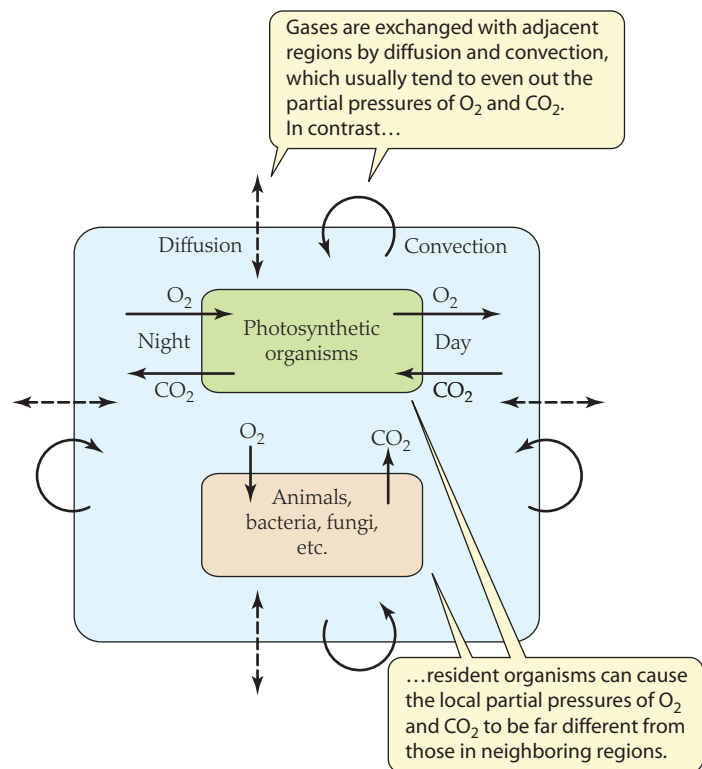 Gases are exchanged with adjacent
regions by diffusion and convection,
which usually tend to even out the
partial pressures of O₂ and CO₂.
In contrast…
Diffusion
Convection
O₂
O₂
Photosynthetic
organisms
Night
Day
CO₂
CO₂
O₂
CO₂
Animals,
bacteria, fungi,
etc.
…resident organisms can cause
the local partial pressures of O₂
and CO₂ to be far different from
those in neighboring regions.